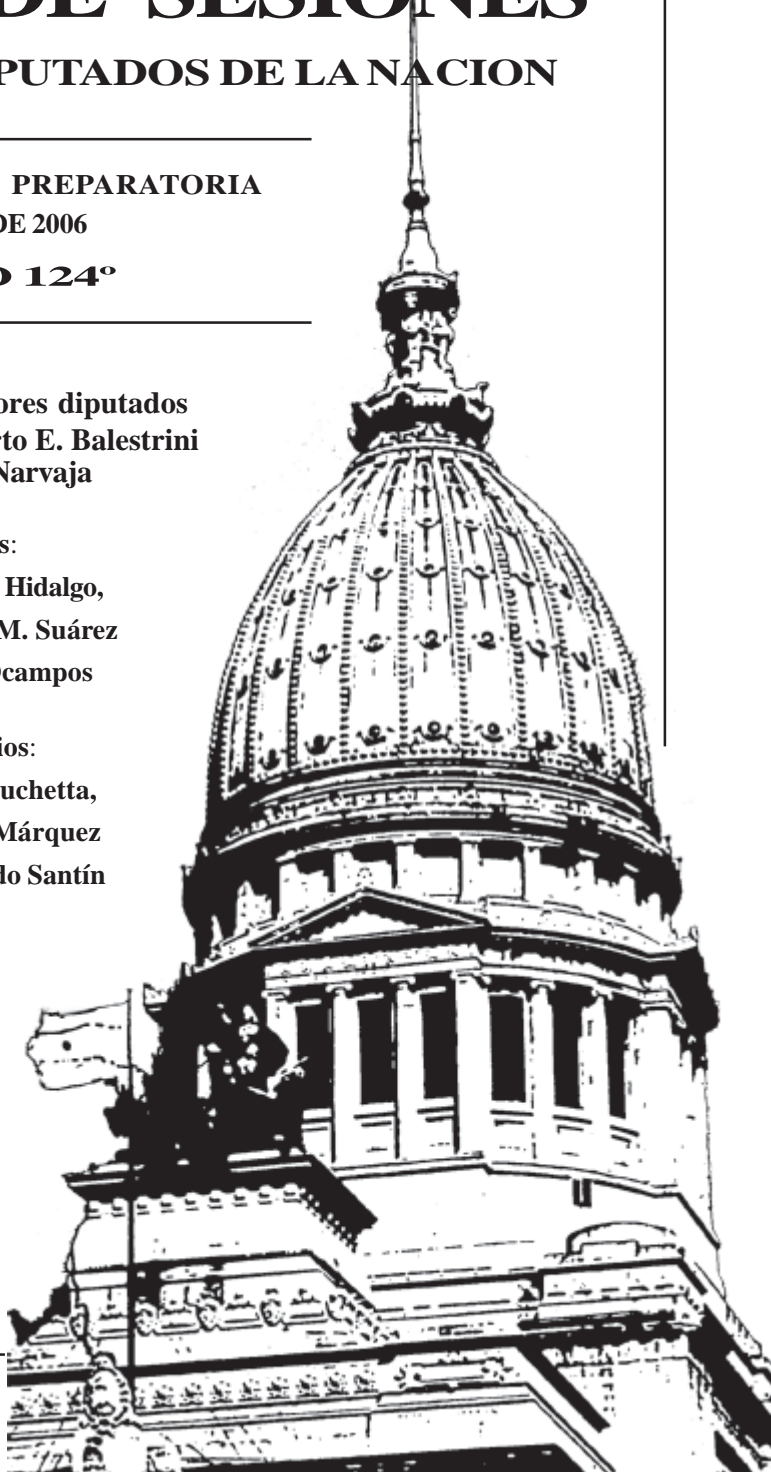 DE SESIONES
PUTADOS DE LA NACION
PREPARATORIA
DE 2006
O 124º
ores diputados
to E. Balestrini
Narvaja
s:
Hidalgo,
M. Suárez
campos
ios:
uchetta,
Márquez
do Santín